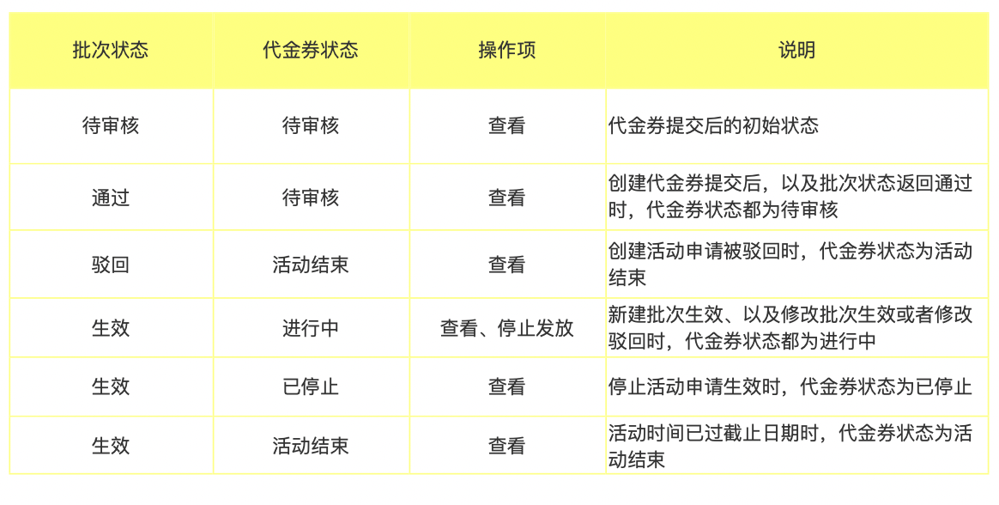 批次状态 代金券状态 操作项 说明
待审核 待审核 查看 代金券提交后的初始状态
通过 待审核 查看 创建代金券提交后，以及批次状态返回通过
时，代金券状态都为待审核
驳回 活动结束 查看 创建活动申请被驳回时，代金券状态为活动
结束
生效 进行中 查看、停止发放 新建批次生效、以及修改批次生效或者修改
驳回时，代金券状态都为进行中
生效 已停止 查看 停止活动申请生效时，代金券状态为已停止
生效 活动结束 查看 活动时间已过截止日期时，代金券状态为活
动结束